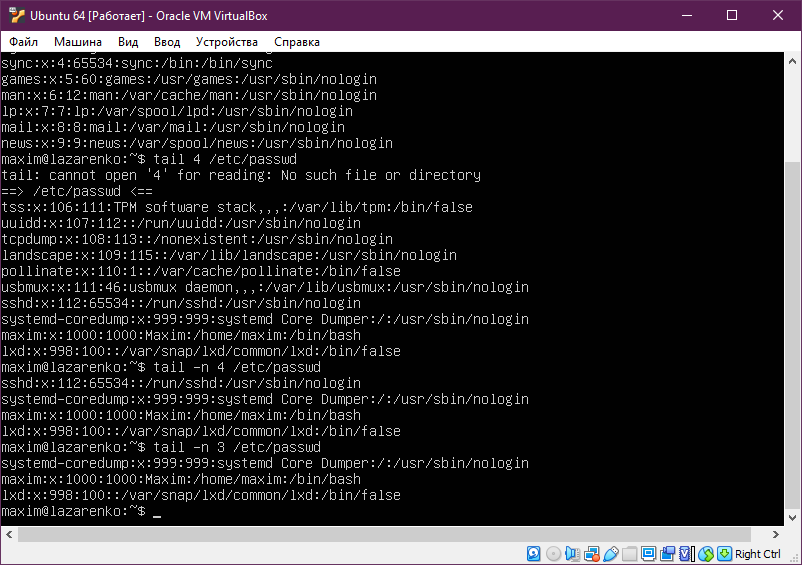 Ubuntu 64 [Работает] - Oracle VM VirtualBox
Файл Машина Вид Ввод Устройства Справка
sync:x:4:65534:sync:/bin:/bin/sync
games:x:5:60:games:/usr/games:/usr/sbin/nologin
man:x:6:12:man:/var/cache/man:/usr/sbin/nologin
lp:x:7:7:lp:/var/spool/lpd:/usr/sbin/nologin
mail:x:8:8:mail:/var/mail:/usr/sbin/nologin
news:x:9:9:news:/var/spool/news:/usr/sbin/nologin
maxim@lazarenko:~$ tail 4 /etc/passwd
tail: cannot open '4' for reading: No such file or directory
==> /etc/passwd <==
tss:x:106:111:TPM software stack,,,:/var/lib/tpm:/bin/false
uuidd:x:107:112::/run/uuidd:/usr/sbin/nologin
tcpdump:x:108:113::/nonexistent:/usr/sbin/nologin
landscape:x:109:115::/var/lib/landscape:/usr/sbin/nologin
pollinate:x:110:1::/var/cache/pollinate:/bin/false
usbmux:x:111:46:usbmux daemon,,,:/var/lib/usbmux:/usr/sbin/nologin
sshd:x:112:65534::/run/sshd:/usr/sbin/nologin
systemd-coredump:x:999:999:systemd Core Dumper:/:/usr/sbin/nologin
maxim:x:1000:1000:Maxim:/home/maxim:/bin/bash
lxd:x:998:100::/var/snap/lxd/common/lxd:/bin/false
maxim@lazarenko:~$ tail -n 4 /etc/passwd
sshd:x:112:65534::/run/sshd:/usr/sbin/nologin
systemd-coredump:x:999:999:systemd Core Dumper:/:/usr/sbin/nologin
maxim:x:1000:1000:Maxim:/home/maxim:/bin/bash
lxd:x:998:100::/var/snap/lxd/common/lxd:/bin/false
maxim@lazarenko:~$ tail -n 3 /etc/passwd
systemd-coredump:x:999:999:systemd Core Dumper:/:/usr/sbin/nologin
maxim:x:1000:1000:Maxim:/home/maxim:/bin/bash
lxd:x:998:100::/var/snap/lxd/common/lxd:/bin/false
maxim@lazarenko:~$ _
Right Ctrl